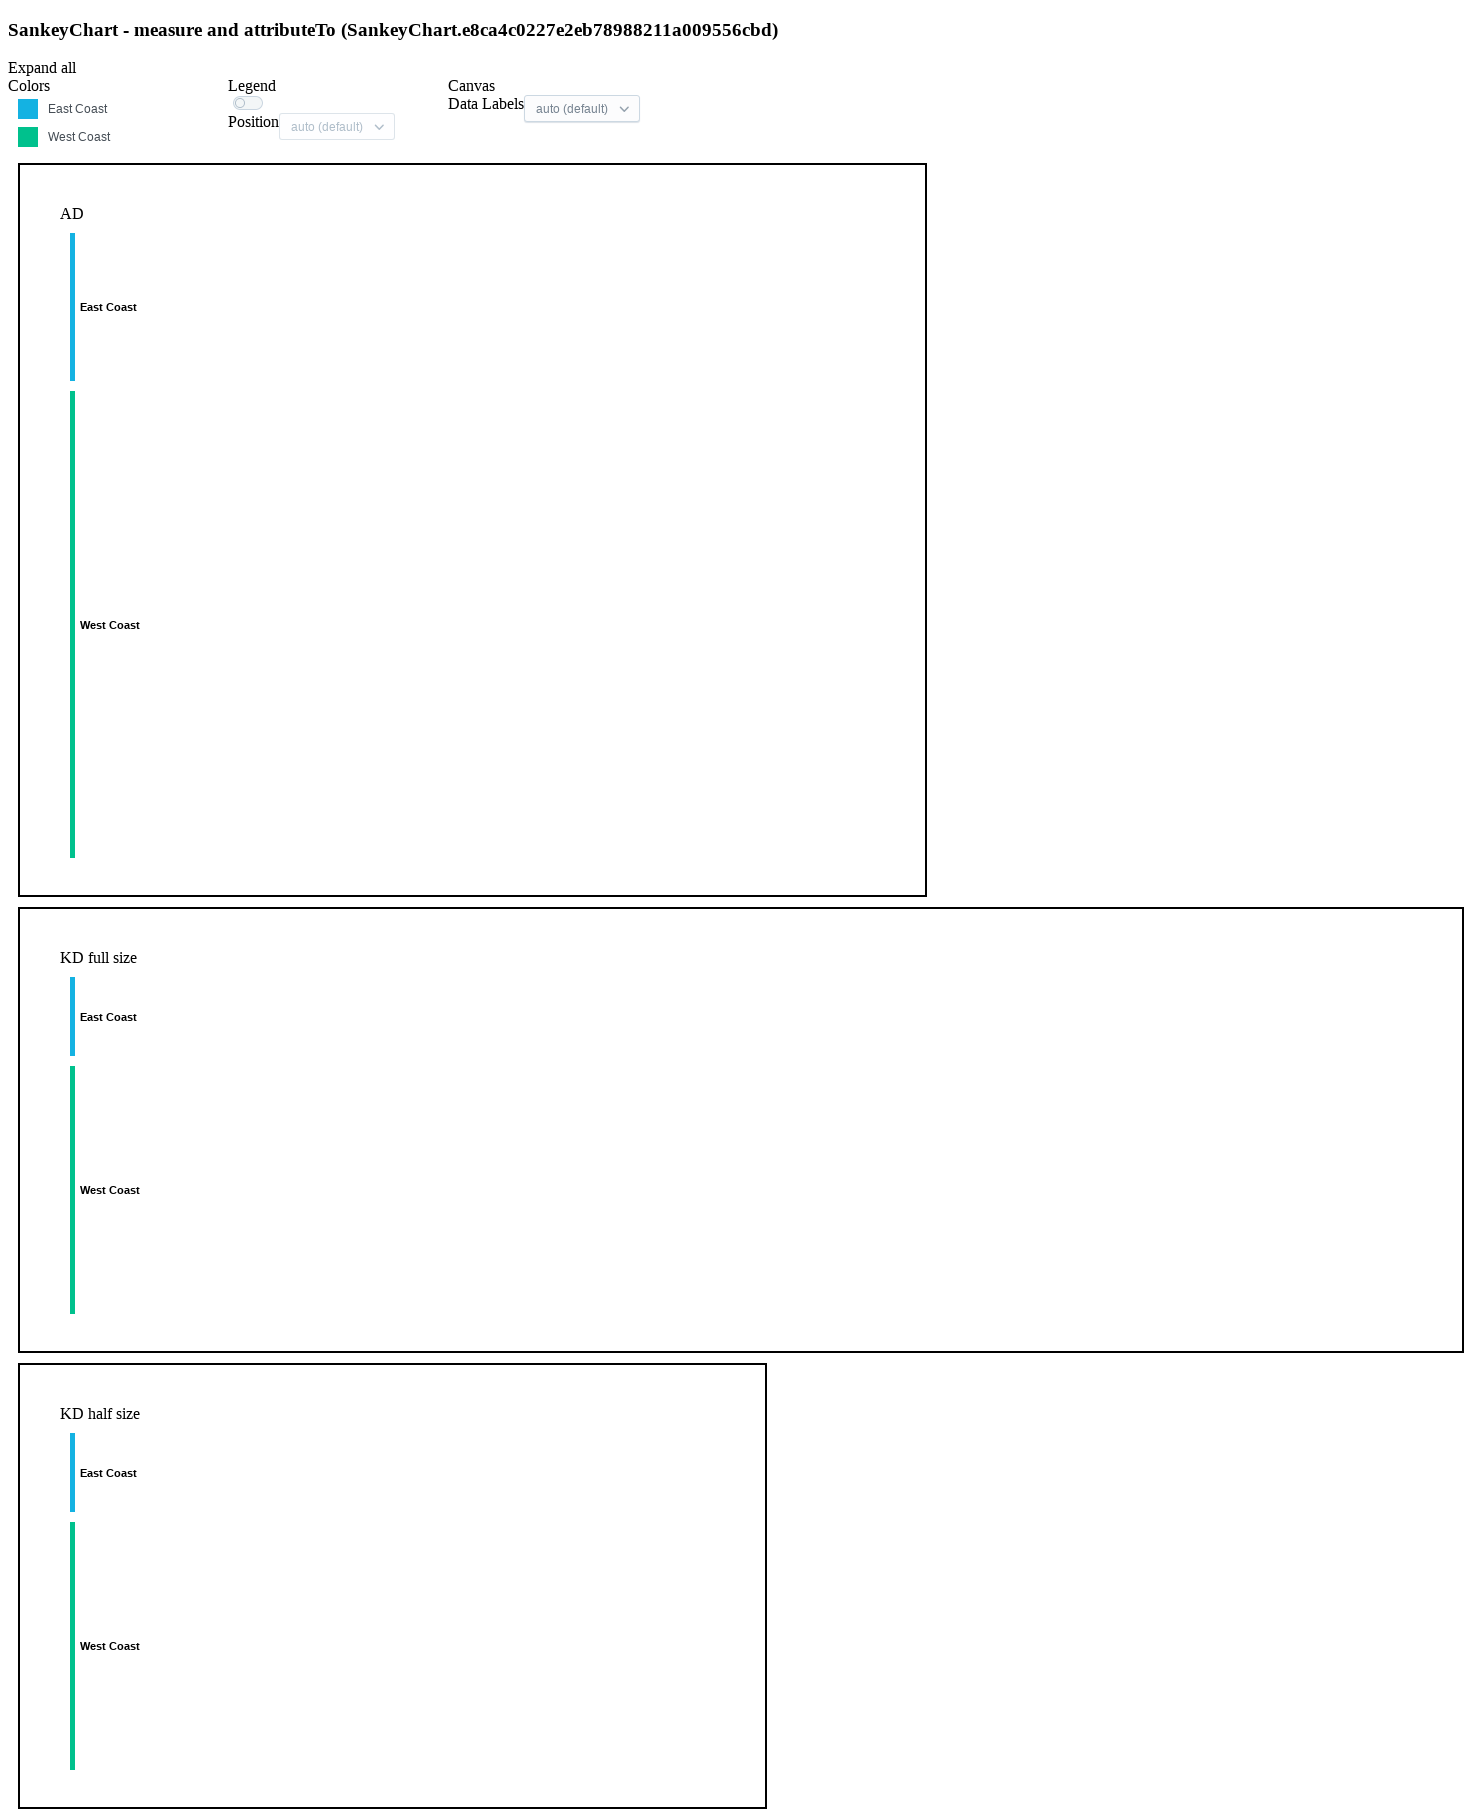 SankeyChart - measure and attributeTo (SankeyChart.e8ca4c0227e2eb78988211a009556cbd)
Expand all
Colors
East Coast
West Coast
Legend
Position auto (default)
Canvas
Data Labels auto (default)
AD
East Coast
West Coast
KD full size
East Coast
West Coast
KD half size
East Coast
West Coast